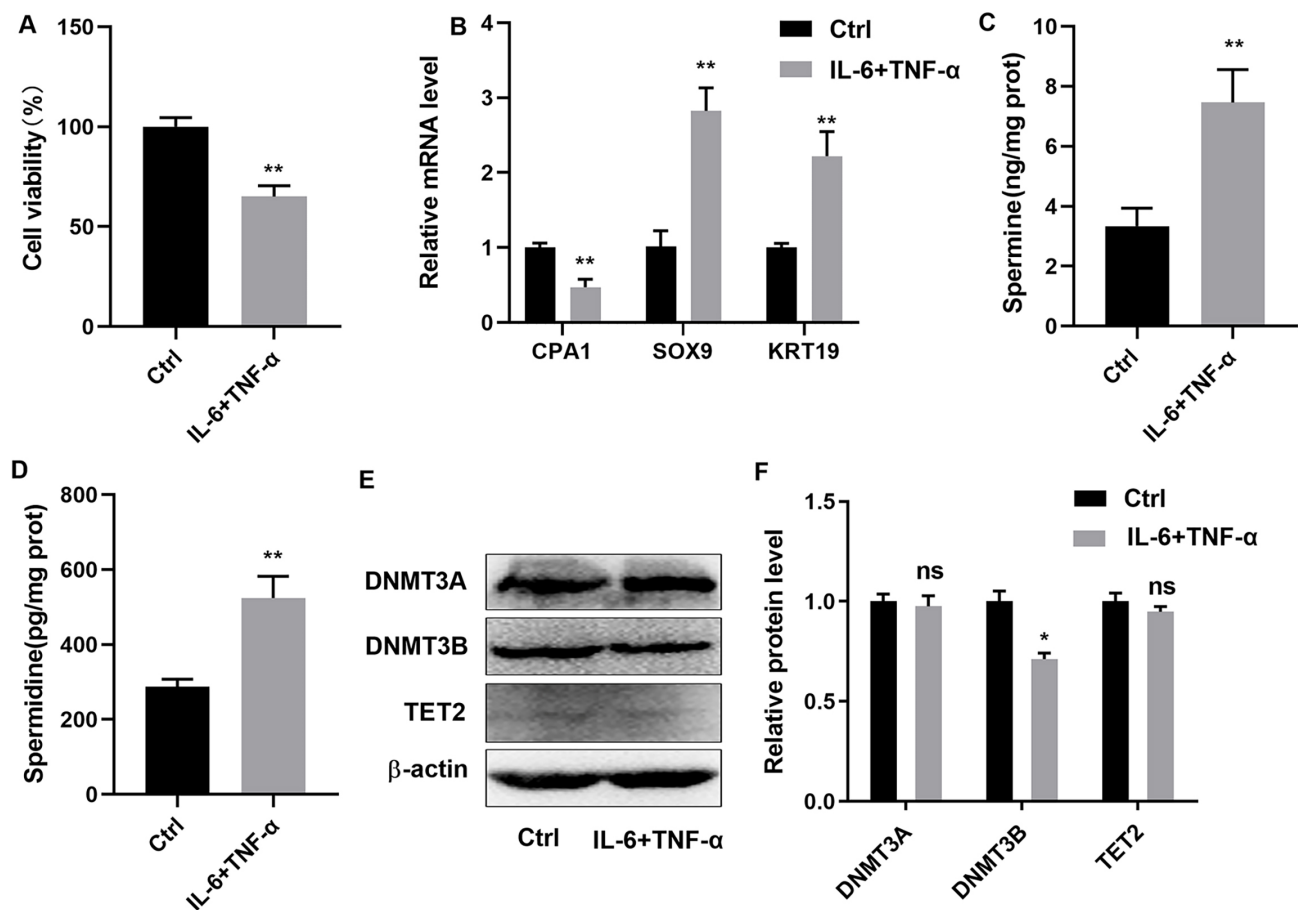 A
Cell viability (%)
150
100
50
0
**
Ctrl
IL-6+TNF-α
B
Relative mRNA level
4
3
2
1
0
**
**
**
Ctrl
IL-6+TNF-α
CPA1
SOX9
KRT19
C
Spermine(ng/mg prot)
10
8
6
4
2
0
**
Ctrl
IL-6+TNF-α
D
Spermidine(pg/mg prot)
800
600
400
200
0
**
Ctrl
IL-6+TNF-α
E
DNMT3A
DNMT3B
TET2
β-actin
Ctrl
IL-6+TNF-α
F
Relative protein level
1.5
1.0
0.5
0.0
Ctrl
IL-6+TNF-α
ns
*
ns
DNMT3A
DNMT3B
TET2